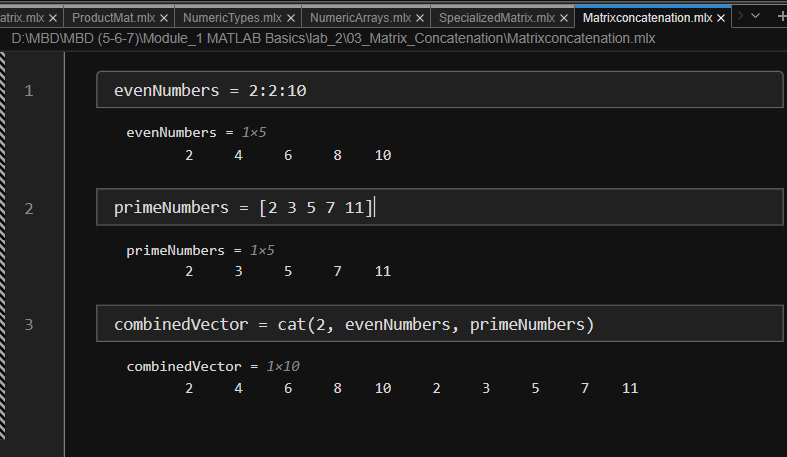 atrix.mlx × ProductMat.mlx × NumericTypes.mlx × NumericArrays.mlx × SpecializedMatrix.mlx × Matrixconcatenation.mlx ×
D:\MBD\MBD (5-6-7)\Module_1 MATLAB Basics\lab_2\03_Matrix_Concatenation\Matrixconcatenation.mlx
1 evenNumbers = 2:2:10
evenNumbers = 1×5
2 4 6 8 10
2 primeNumbers = [2 3 5 7 11]
primeNumbers = 1×5
2 3 5 7 11
3 combinedVector = cat(2, evenNumbers, primeNumbers)
combinedVector = 1×10
2 4 6 8 10 2 3 5 7 11